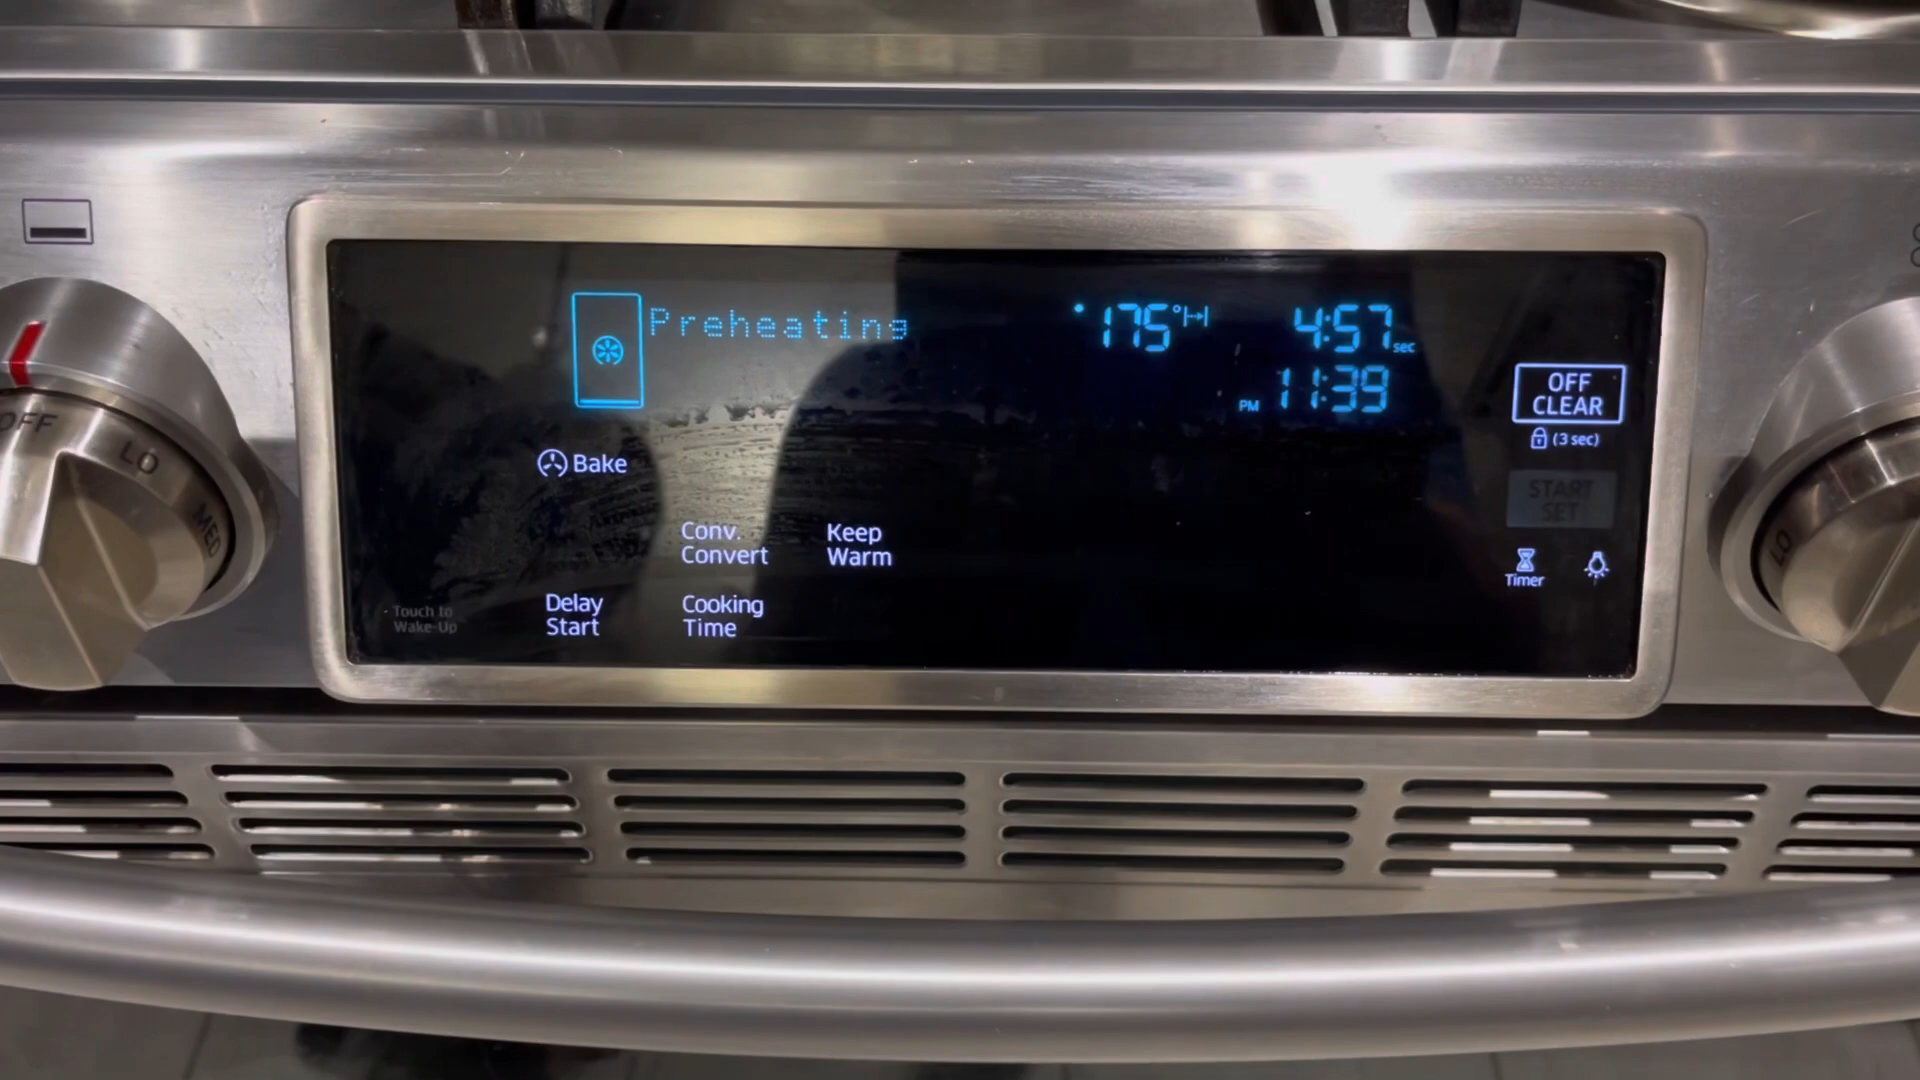 Preheating
175°
4:57 sec
PM 11:39
OFF
CLEAR
(3 sec)
START
SET
Timer
Bake
Conv.
Convert
Keep
Warm
Delay
Start
Cooking
Time
Touch to
Wake-Up
OFF
LO
MED
LO